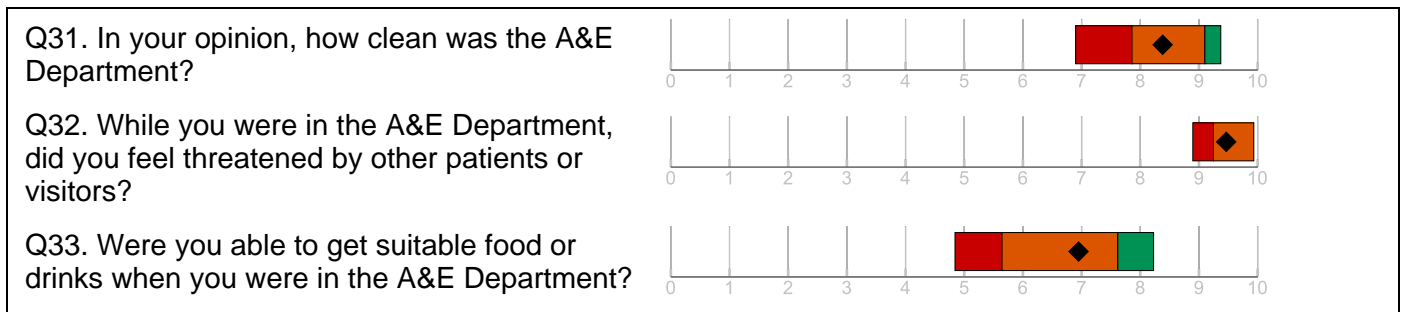 Q31. In your opinion, how clean was the A&E
Department?
0 1 2 3 4 5 6 7 8 9 10
Q32. While you were in the A&E Department,
did you feel threatened by other patients or
visitors?
0 1 2 3 4 5 6 7 8 9 10
Q33. Were you able to get suitable food or
drinks when you were in the A&E Department?
0 1 2 3 4 5 6 7 8 9 10